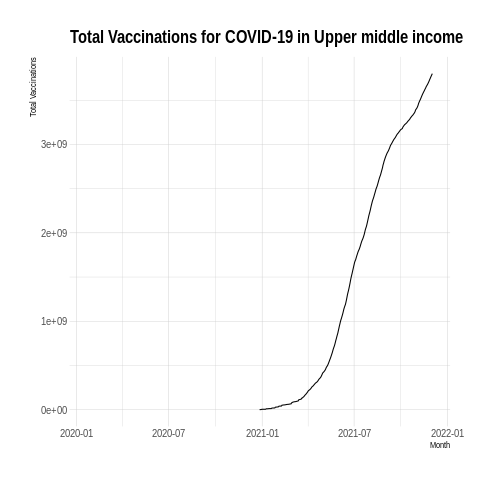 Total Vaccinations for COVID-19 in Upper middle income
Total Vaccinations
3e+09
2e+09
1e+09
0e+00
2020-01 2020-07 2021-01 2021-07 2022-01
Month